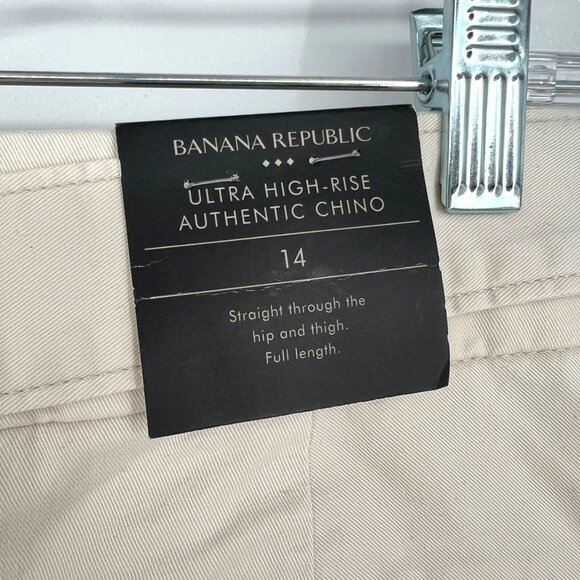 BANANA REPUBLIC
ULTRA HIGH-RISE
AUTHENTIC CHINO
14
Straight through the
hip and thigh.
Full length.